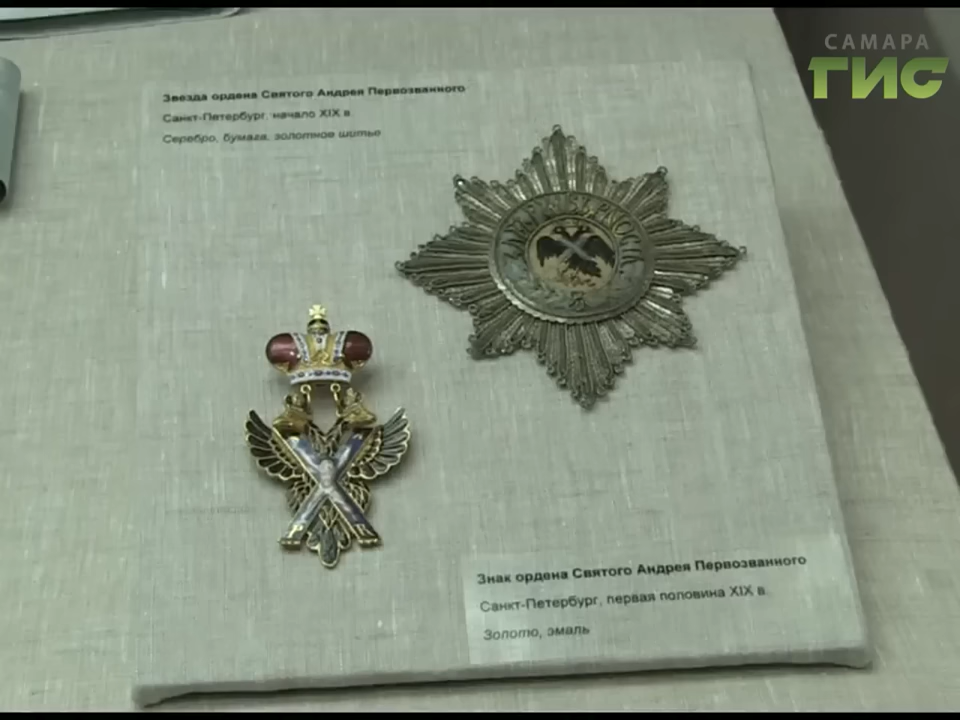 САМАРА
ГИС
Звезда ордена Святого Андрея Первозванного
Санкт-Петербург, начало XIX в.
Серебро, бумага, золотное шитье
Знак ордена Святого Андрея Первозванного
Санкт-Петербург, первая половина XIX в.
Золото, эмаль